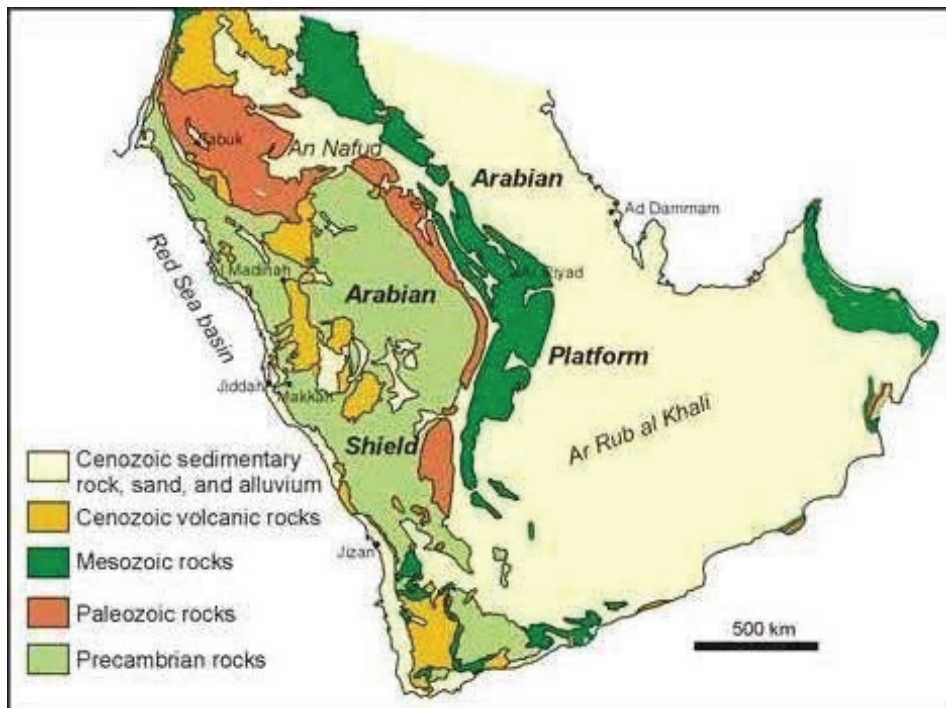 Tabuk
An Nafud
Arabian
Ad Dammam
Al Madinah
Ar Riyad
Red Sea basin
Arabian
Platform
Jiddah
Makkah
Ar Rub al Khali
Shield
Jizan
Cenozoic sedimentary
rock, sand, and alluvium
Cenozoic volcanic rocks
Mesozoic rocks
Paleozoic rocks
Precambrian rocks
500 km